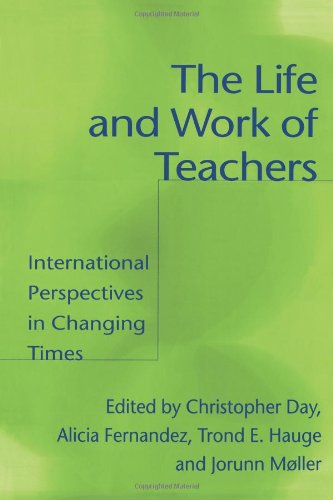 The Life
and Work of
Teachers
International
Perspectives
in Changing
Times
Edited by Christopher Day,
Alicia Fernandez, Trond E. Hauge
and Jorunn Møller